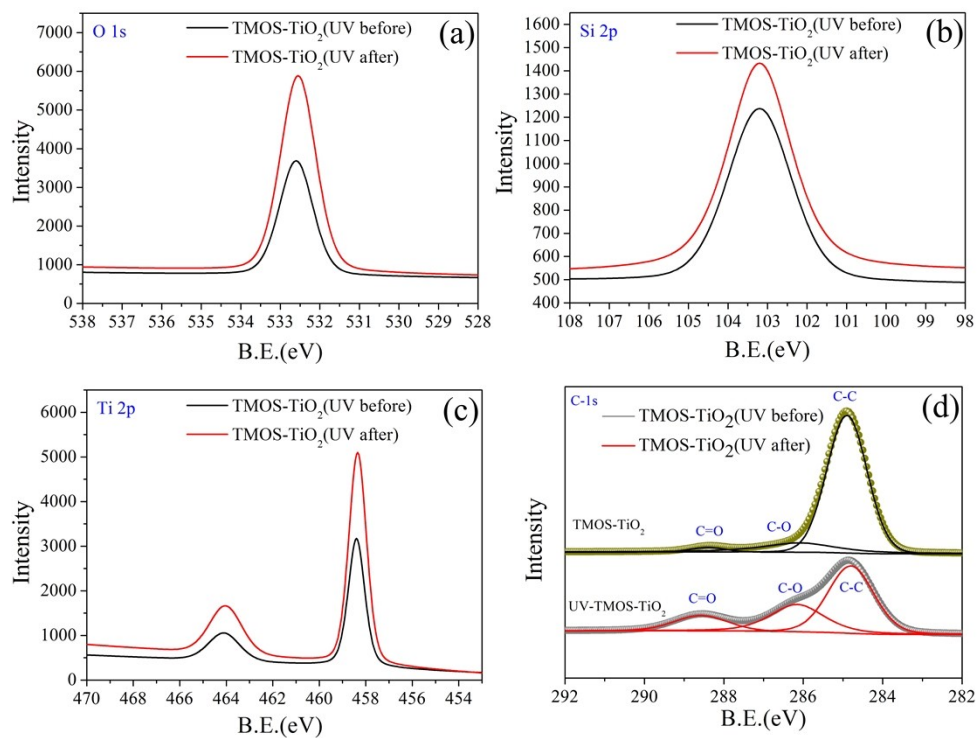 O 1s
TMOS-TiO2(UV before)
TMOS-TiO2(UV after)
(a)
7000
6000
5000
4000
3000
2000
1000
0
Intensity
538 537 536 535 534 533 532 531 530 529 528
B.E.(eV)
Si 2p
TMOS-TiO2(UV before)
TMOS-TiO2(UV after)
(b)
1600
1500
1400
1300
1200
1100
1000
900
800
700
600
500
400
Intensity
108 107 106 105 104 103 102 101 100 99 98
B.E.(eV)
Ti 2p
TMOS-TiO2(UV before)
TMOS-TiO2(UV after)
(c)
6000
5000
4000
3000
2000
1000
0
Intensity
470 468 466 464 462 460 458 456 454
B.E.(eV)
C-1s
TMOS-TiO2(UV before)
TMOS-TiO2(UV after)
C-C
(d)
TMOS-TiO2
C=O
C-O
UV-TMOS-TiO2
C=O
C-O
C-C
Intensity
292 290 288 286 284 282
B.E.(eV)